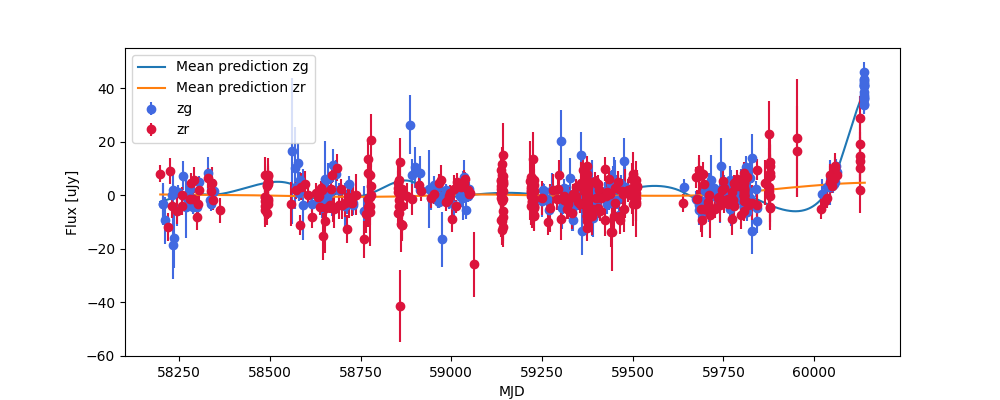 Mean prediction zg
Mean prediction zr
zg
zr
Flux [uJy]
40
20
0
−20
−40
−60
58250
58500
58750
59000
59250
59500
59750
60000
MJD